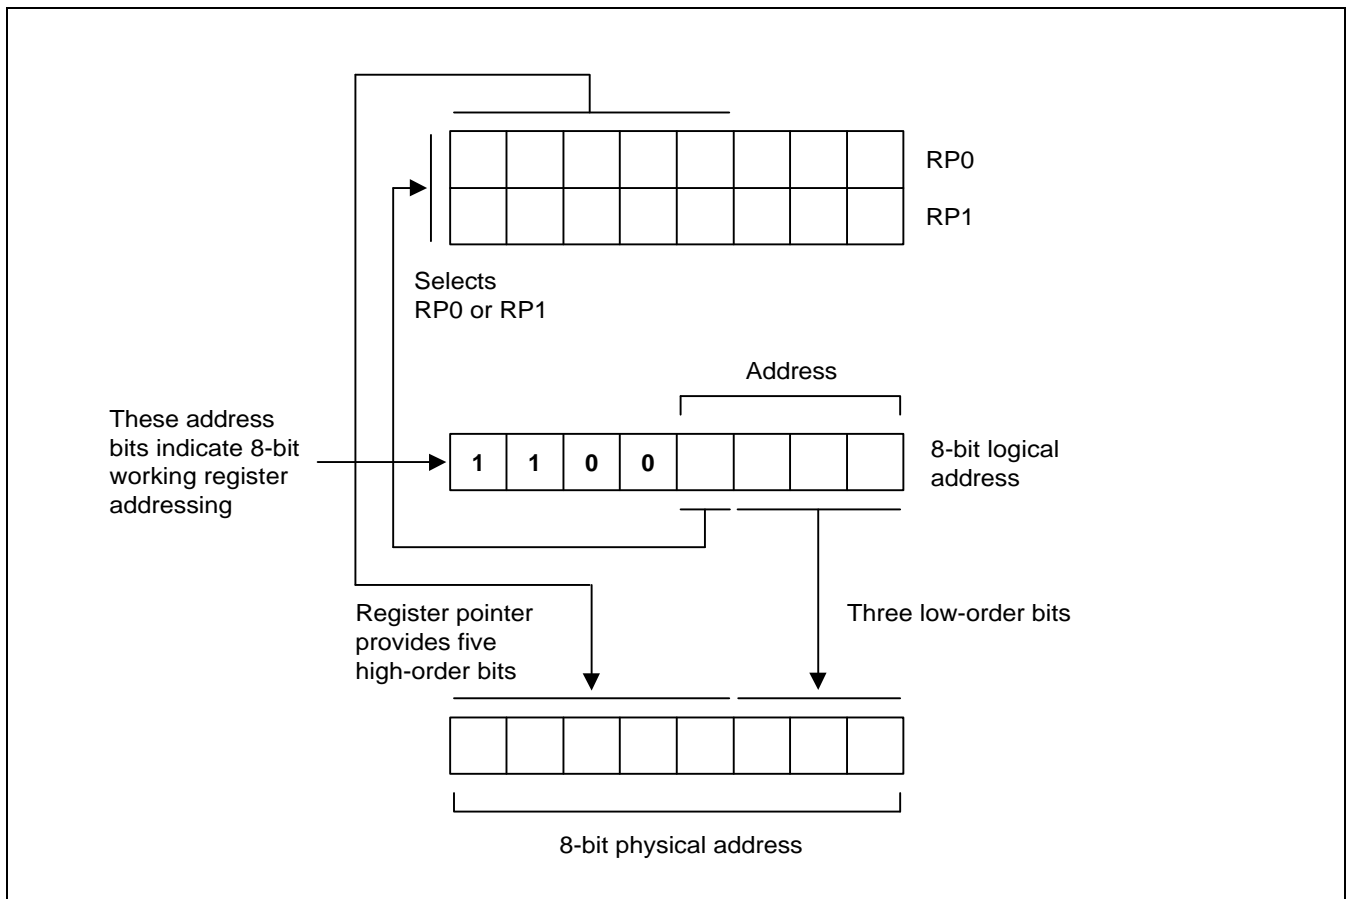 RP0
RP1
Selects
RP0 or RP1
Address
These address
bits indicate 8-bit
working register
addressing
1 1 0 0
8-bit logical
address
Register pointer
provides five
high-order bits
Three low-order bits
8-bit physical address